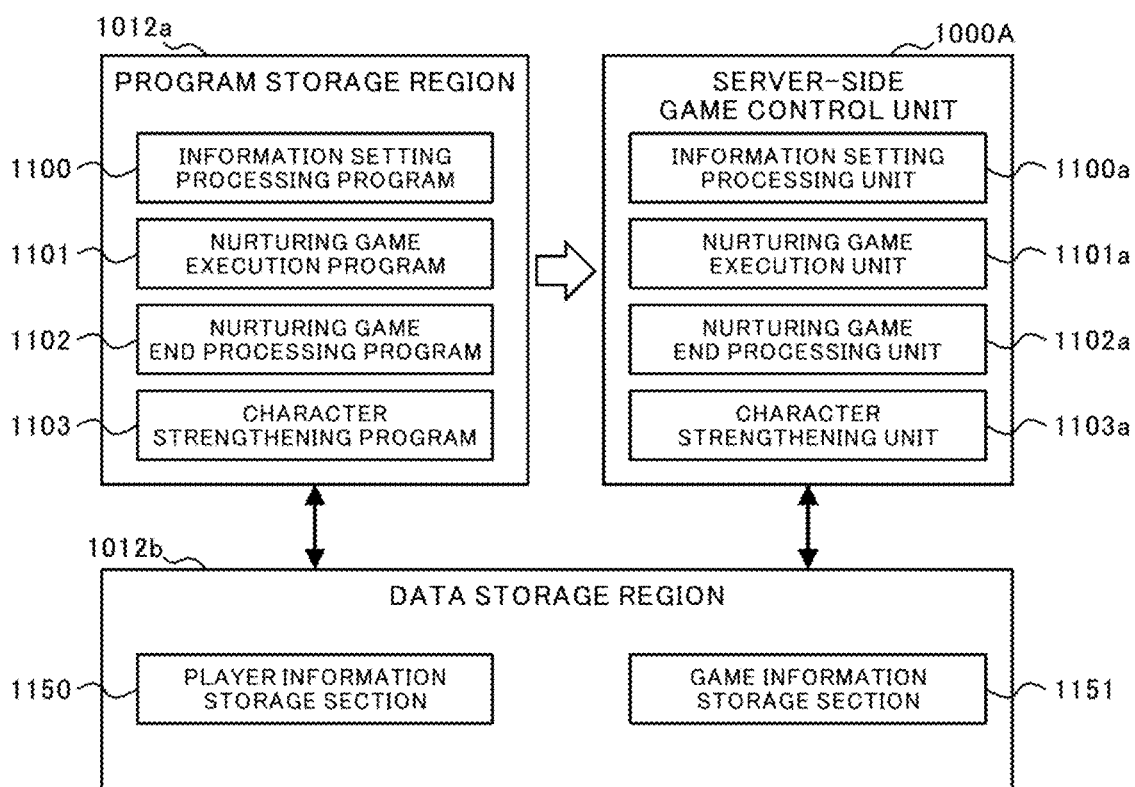 1012a
PROGRAM STORAGE REGION
1100
INFORMATION SETTING
PROCESSING PROGRAM
1101
NURTURING GAME
EXECUTION PROGRAM
1102
NURTURING GAME
END PROCESSING PROGRAM
1103
CHARACTER
STRENGTHENING PROGRAM
1000A
SERVER-SIDE
GAME CONTROL UNIT
INFORMATION SETTING
PROCESSING UNIT
1100a
NURTURING GAME
EXECUTION UNIT
1101a
NURTURING GAME
END PROCESSING UNIT
1102a
CHARACTER
STRENGTHENING UNIT
1103a
1012b
DATA STORAGE REGION
1150
PLAYER INFORMATION
STORAGE SECTION
GAME INFORMATION
STORAGE SECTION
1151